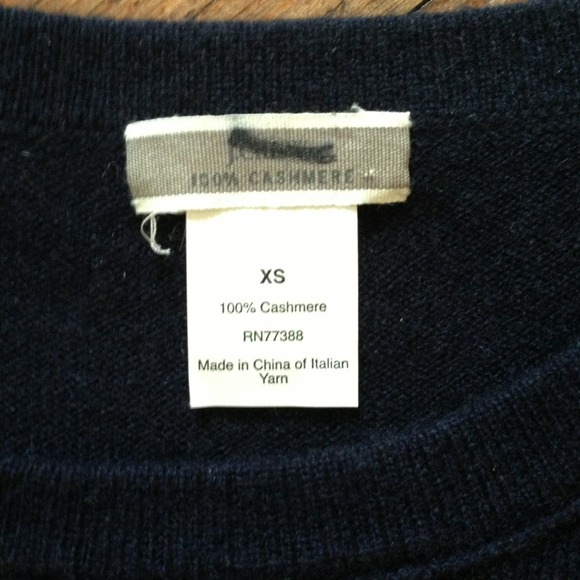 100% CASHMERE
XS
100% Cashmere
RN77388
Made in China of Italian
Yarn